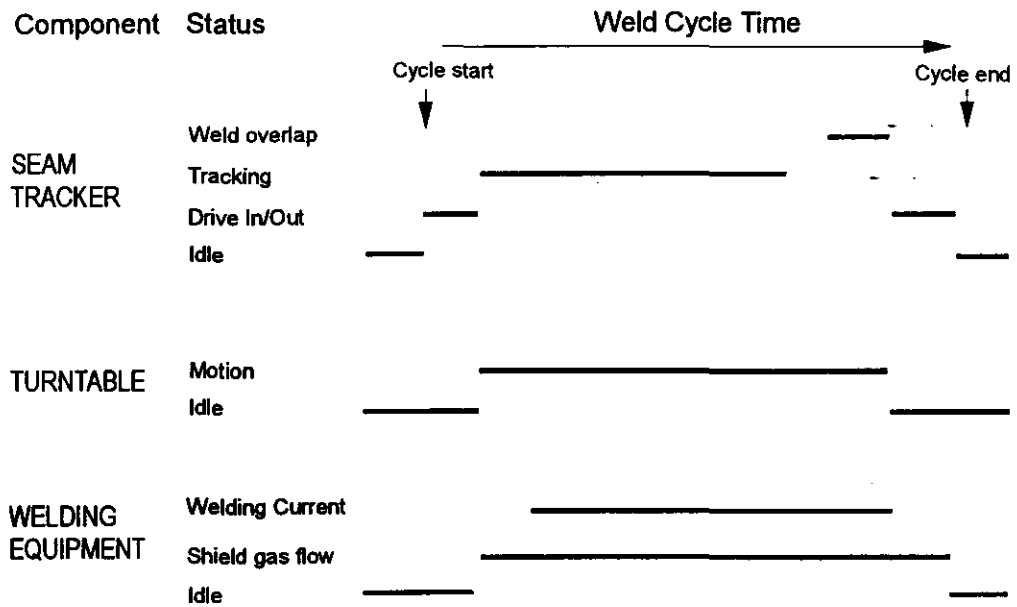 Component Status Weld Cycle Time
Cycle start Cycle end
Weld overlap
SEAM
TRACKER
Tracking
Drive In/Out
Idle
TURNTABLE
Motion
Idle
WELDING
EQUIPMENT
Welding Current
Shield gas flow
Idle